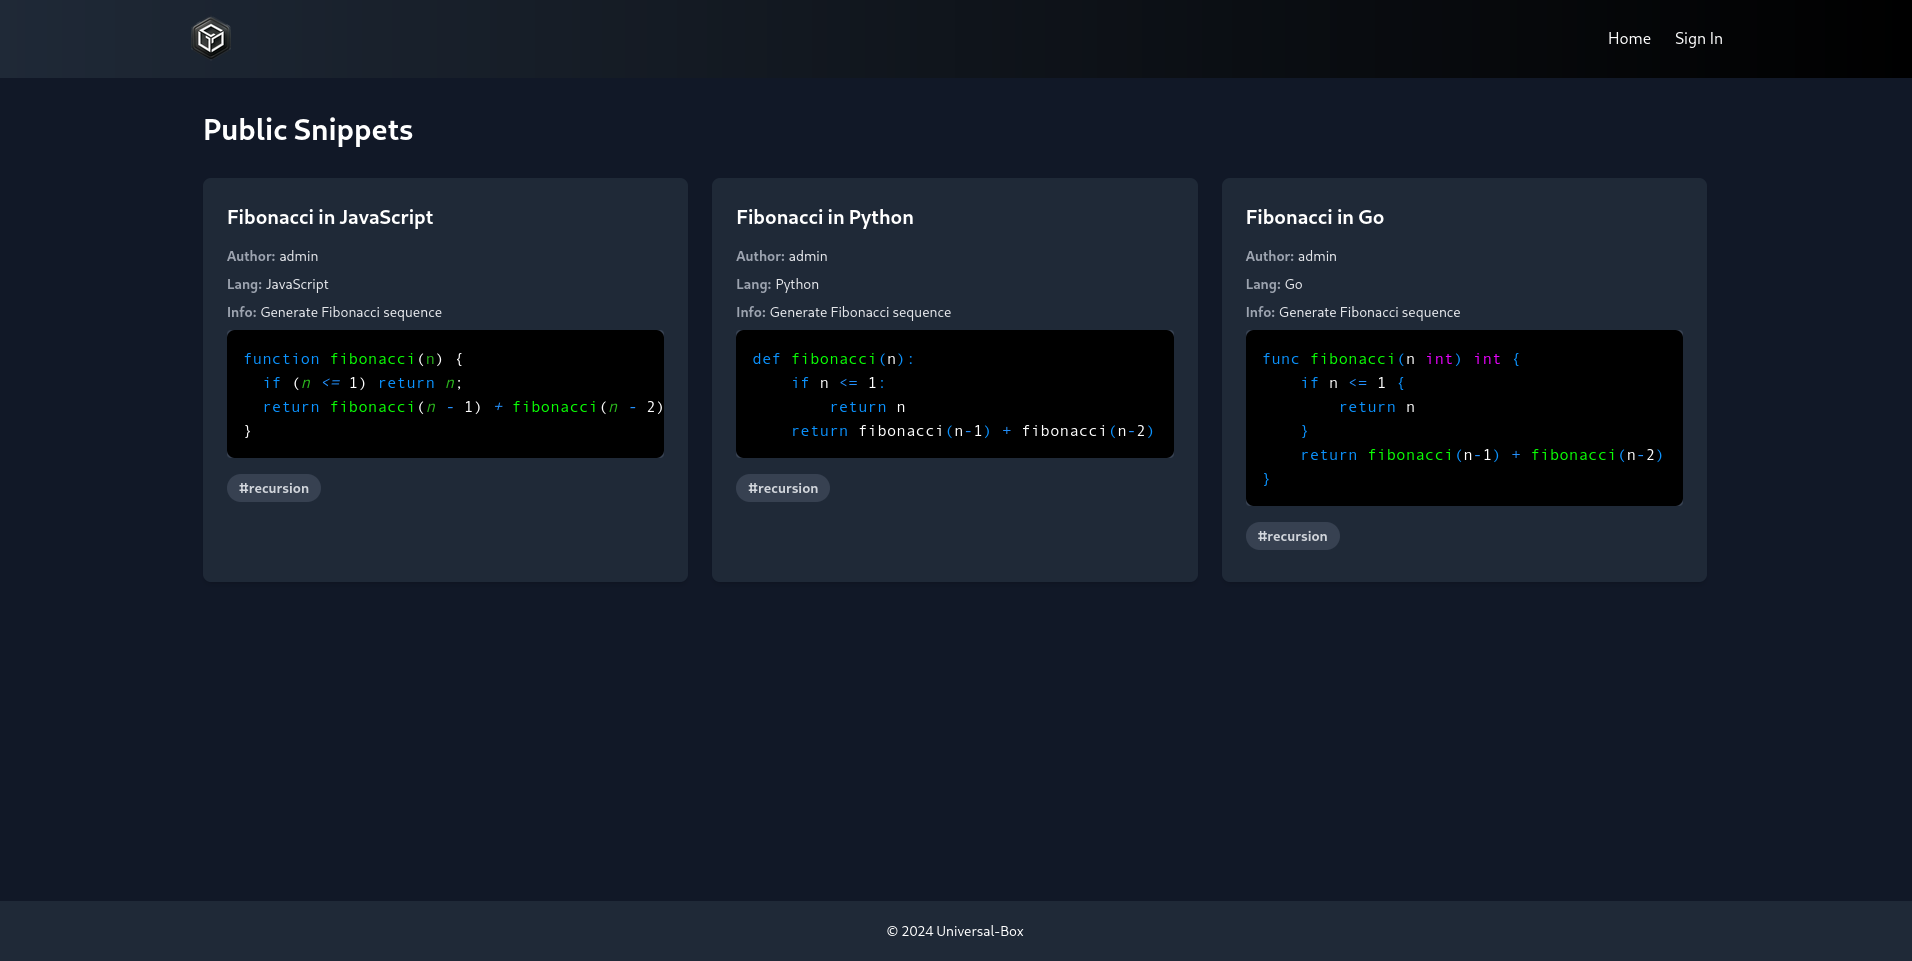 Home Sign In
Public Snippets
Fibonacci in JavaScript
Author: admin
Lang: JavaScript
Info: Generate Fibonacci sequence
function fibonacci(n) {
  if (n <= 1) return n;
  return fibonacci(n - 1) + fibonacci(n - 2)
}
#recursion
Fibonacci in Python
Author: admin
Lang: Python
Info: Generate Fibonacci sequence
def fibonacci(n):
    if n <= 1:
        return n
    return fibonacci(n-1) + fibonacci(n-2)
#recursion
Fibonacci in Go
Author: admin
Lang: Go
Info: Generate Fibonacci sequence
func fibonacci(n int) int {
    if n <= 1 {
        return n
    }
    return fibonacci(n-1) + fibonacci(n-2)
}
#recursion
© 2024 Universal-Box